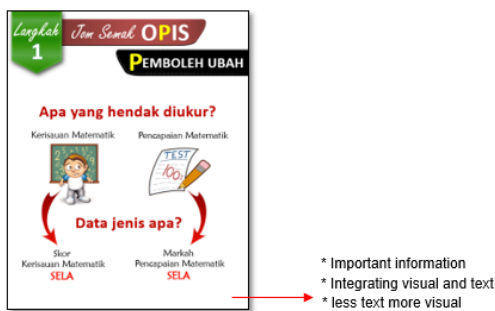 Langkah
1
Jom Semak OPIS
PEMBOLEH UBAH
Apa yang hendak diukur?
Kerisauan Matematik
Pencapaian Matematik
TEST
100
Data jenis apa?
Skor
Kerisauan Matematik
SELA
Markah
Pencapaian Matematik
SELA
* Important information
* Integrating visual and text
* less text more visual